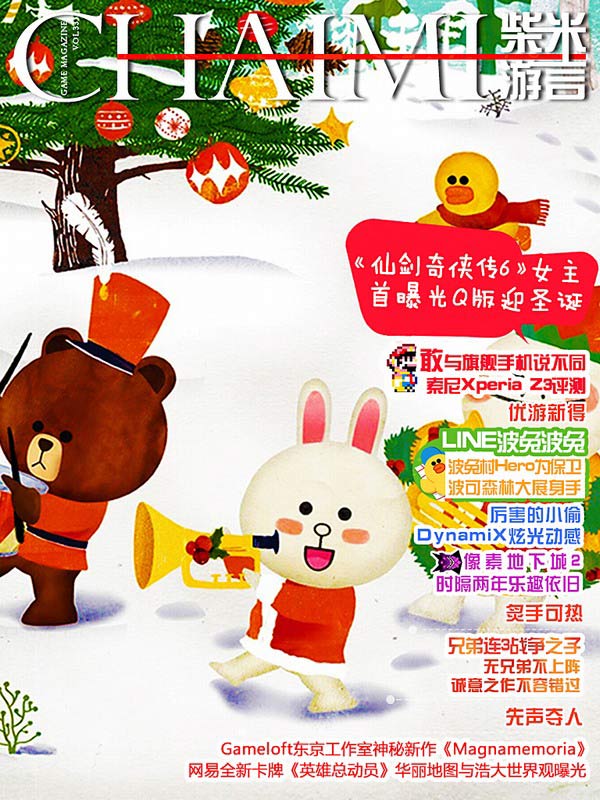 CHAIMI
柴米
游言
GAME MAGAZINE
《仙剑奇侠传6》女主
首曝光Q版迎圣诞
敢与旗舰手机说不同
索尼Xperia Z3评测
优游新得
LINE波兔波兔
波兔村Hero为保卫
波可森林大展身手
厉害的小偷
DynamiX炫光动感
像素地下城2
时隔两年乐趣依旧
炙手可热
兄弟连3战争之子
无兄弟不上阵
诚意之作不容错过
先声夺人
Gameloft东京工作室神秘新作《Magnamemoria》
网易全新卡牌《英雄总动员》华丽地图与浩大世界观曝光